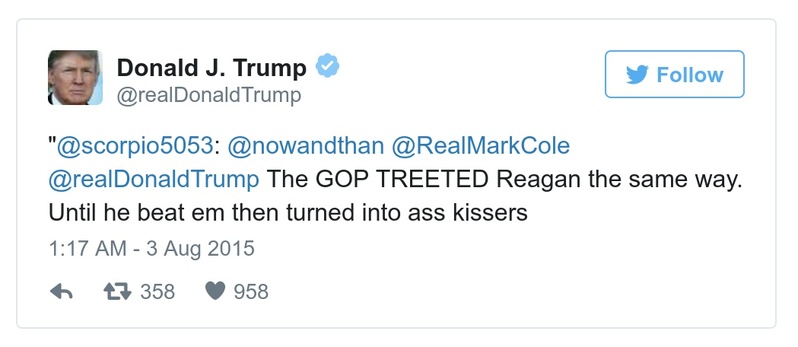 Donald J. Trump
Follow
@realDonaldTrump
"@scorpio5053: @nowandthan @RealMarkCole
@realDonaldTrump The GOP TREETED Reagan the same way.
Until he beat em then turned into ass kissers
1:17 AM - 3 Aug 2015
358 958